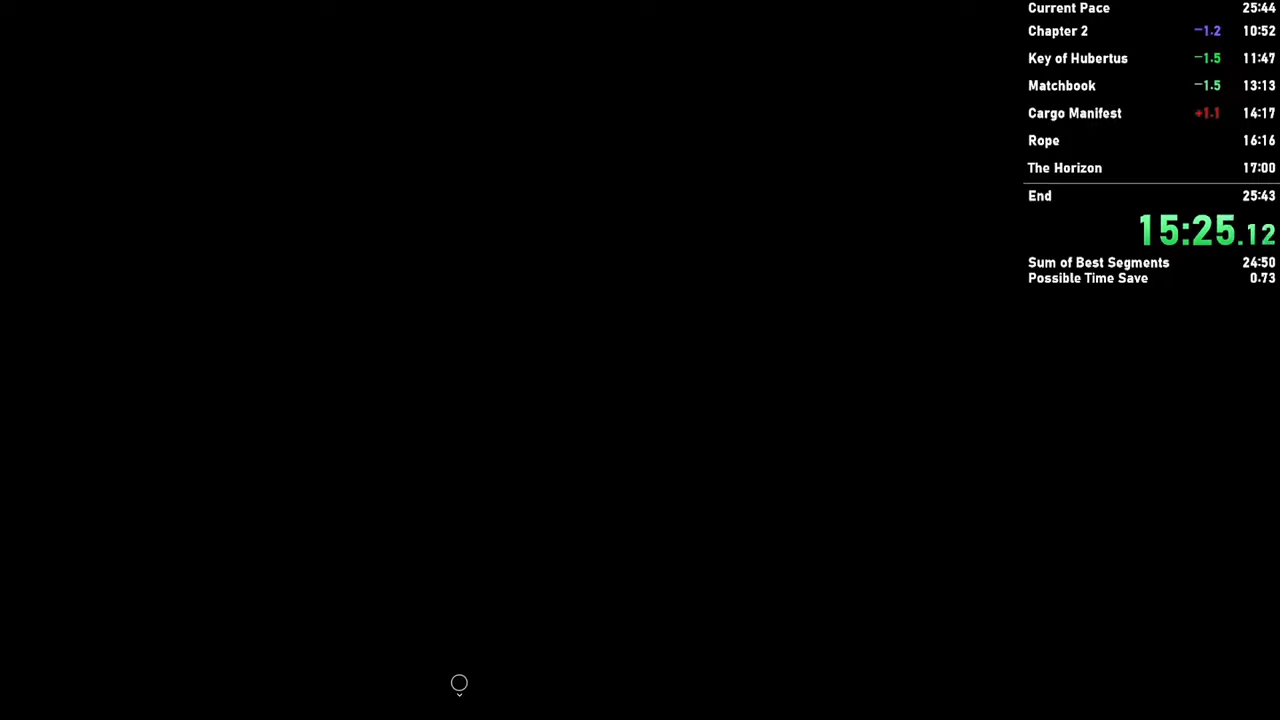 Current Pace 25:44
Chapter 2 −1.2 10:52
Key of Hubertus −1.5 11:47
Matchbook −1.5 13:13
Cargo Manifest +1.1 14:17
Rope 16:16
The Horizon 17:00
End 25:43
15:25.12
Sum of Best Segments 24:50
Possible Time Save 0.73